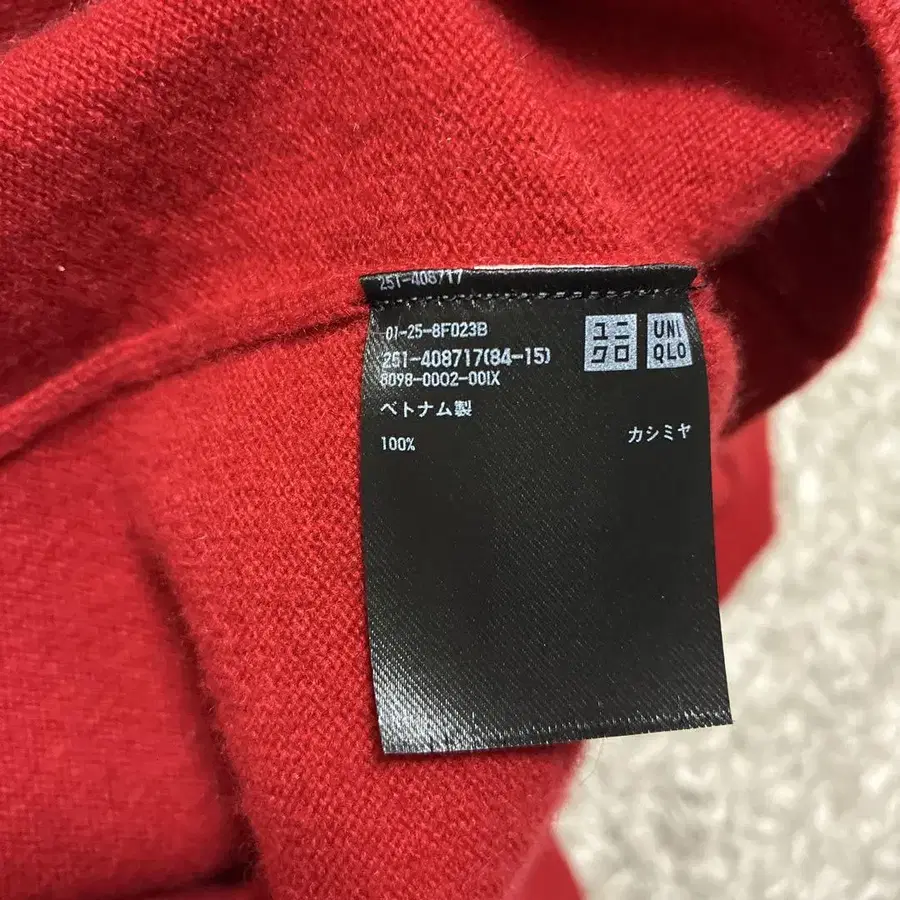 251-408717
01-25-8F023B
251-408717(84-15)
8098-0002-00IX
ユニ
クロ
UNI
QLO
ベトナム製
100% カシミヤ